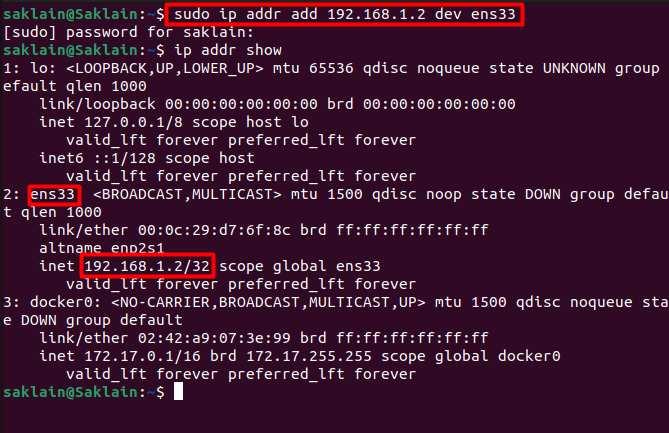 saklain@Saklain:~$ sudo ip addr add 192.168.1.2 dev ens33
[sudo] password for saklain:
saklain@Saklain:~$ ip addr show
1: lo: <LOOPBACK,UP,LOWER_UP> mtu 65536 qdisc noqueue state UNKNOWN group
efault qlen 1000
    link/loopback 00:00:00:00:00:00 brd 00:00:00:00:00:00
    inet 127.0.0.1/8 scope host lo
       valid_lft forever preferred_lft forever
    inet6 ::1/128 scope host
       valid_lft forever preferred_lft forever
2: ens33  <BROADCAST,MULTICAST> mtu 1500 qdisc noop state DOWN group defau
t qlen 1000
    link/ether 00:0c:29:d7:6f:8c brd ff:ff:ff:ff:ff:ff
    altname enp2s1
    inet 192.168.1.2/32 scope global ens33
       valid_lft forever preferred_lft forever
3: docker0: <NO-CARRIER,BROADCAST,MULTICAST,UP> mtu 1500 qdisc noqueue sta
e DOWN group default
    link/ether 02:42:a9:07:3e:99 brd ff:ff:ff:ff:ff:ff
    inet 172.17.0.1/16 brd 172.17.255.255 scope global docker0
       valid_lft forever preferred_lft forever
saklain@Saklain:~$